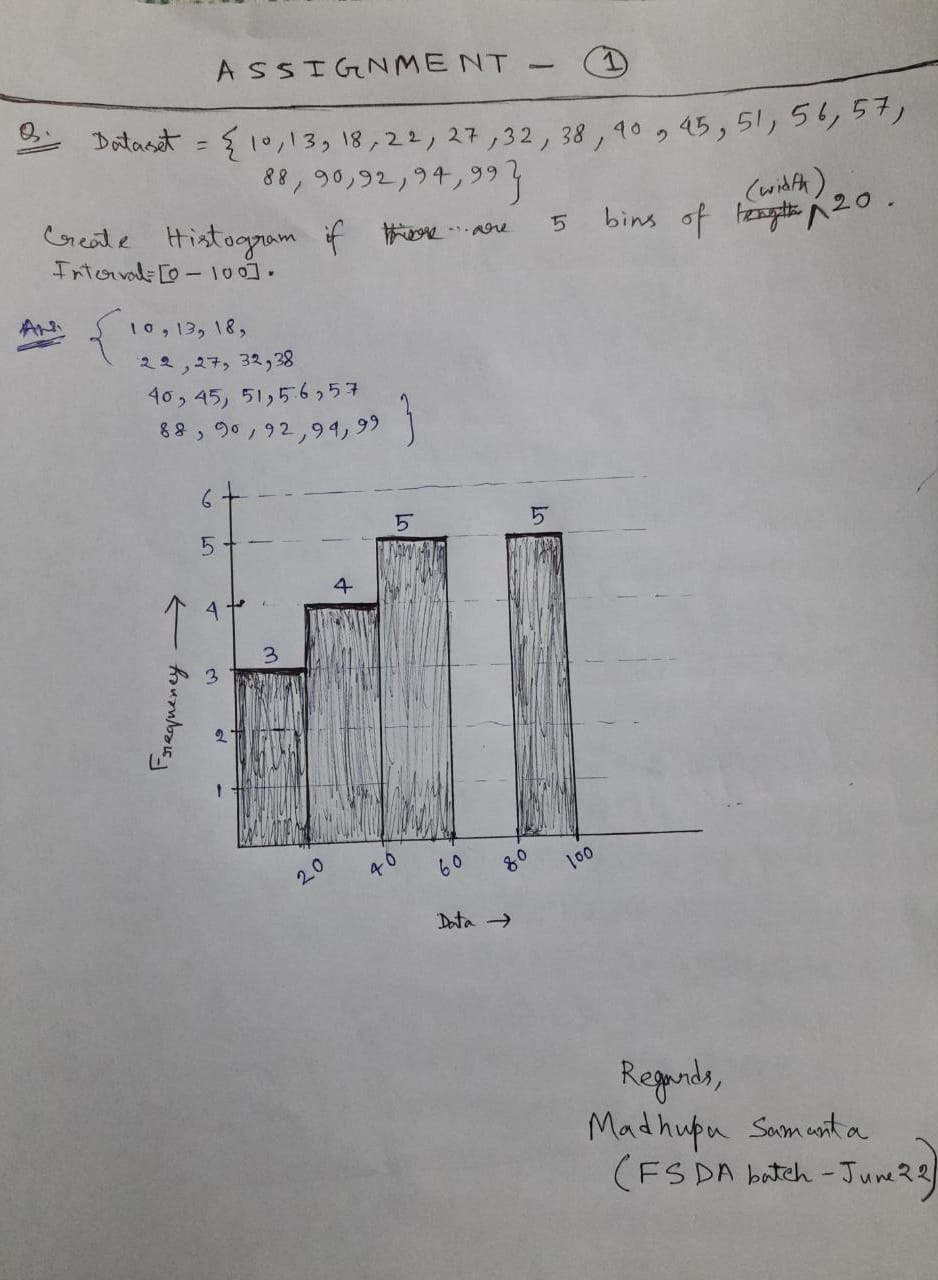 ASSIGNMENT - 1
Q. Dataset = { 10, 13, 18, 22, 27, 32, 38, 40, 45, 51, 56, 57,
88, 90, 92, 94, 99 }
Create Histogram if are 5 bins of (width) 20.
Interval=[0-100].
Ans. { 10, 13, 18,
22, 27, 32, 38
40, 45, 51, 56, 57
88, 90, 92, 94, 99 }
6
5
4
3
2
1
Frequency →
3
4
5
5
20 40 60 80 100
Data →
Regards,
Madhupa Samanta
(FSDA batch - June 22)